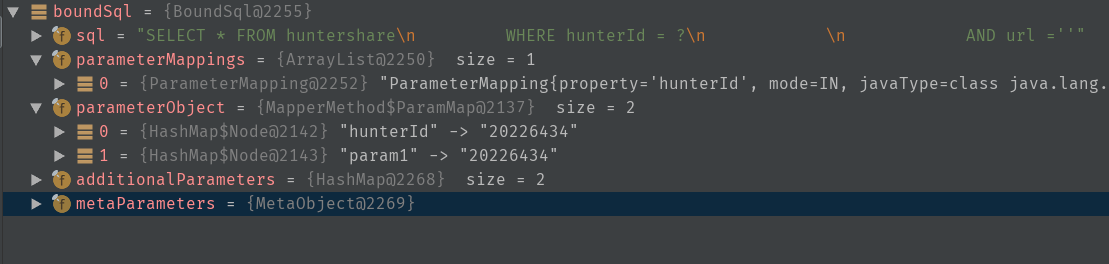 boundSql = {BoundSql@2255}
f sql = "SELECT * FROM huntershare\n WHERE hunterId = ?\n \n AND url =''"
f parameterMappings = {ArrayList@2250} size = 1
0 = {ParameterMapping@2252} "ParameterMapping{property='hunterId', mode=IN, javaType=class java.lang.
f parameterObject = {MapperMethod$ParamMap@2137} size = 2
0 = {HashMap$Node@2142} "hunterId" -> "20226434"
1 = {HashMap$Node@2143} "param1" -> "20226434"
f additionalParameters = {HashMap@2268} size = 2
f metaParameters = {MetaObject@2269}